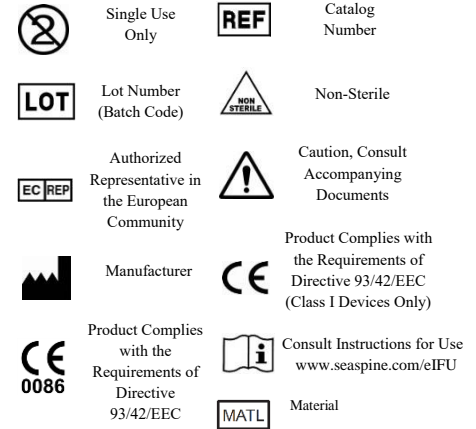 Single Use
Only
REF
Catalog
Number
LOT
Lot Number
(Batch Code)
NON
STERILE
Non-Sterile
EC REP
Authorized
Representative in
the European
Community
Caution, Consult
Accompanying
Documents
Manufacturer
CE
Product Complies with
the Requirements of
Directive 93/42/EEC
(Class I Devices Only)
CE
0086
Product Complies
with the
Requirements of
Directive
93/42/EEC
i
Consult Instructions for Use
www.seaspine.com/eIFU
MATL
Material